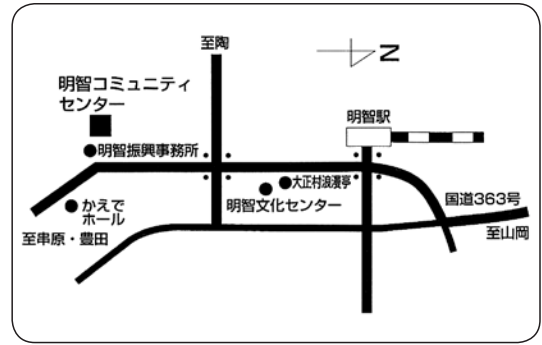 至陶
N
明智コミュニティ
センター
明智駅
明智振興事務所
大正村浪漫亭
明智文化センター
かえで
ホール
国道363号
至串原・豊田
至山岡